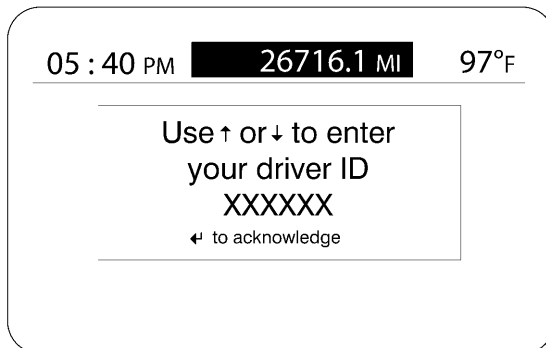 05 : 40 PM 26716.1 MI 97°F
Use ↑ or ↓ to enter
your driver ID
XXXXXX
↵ to acknowledge